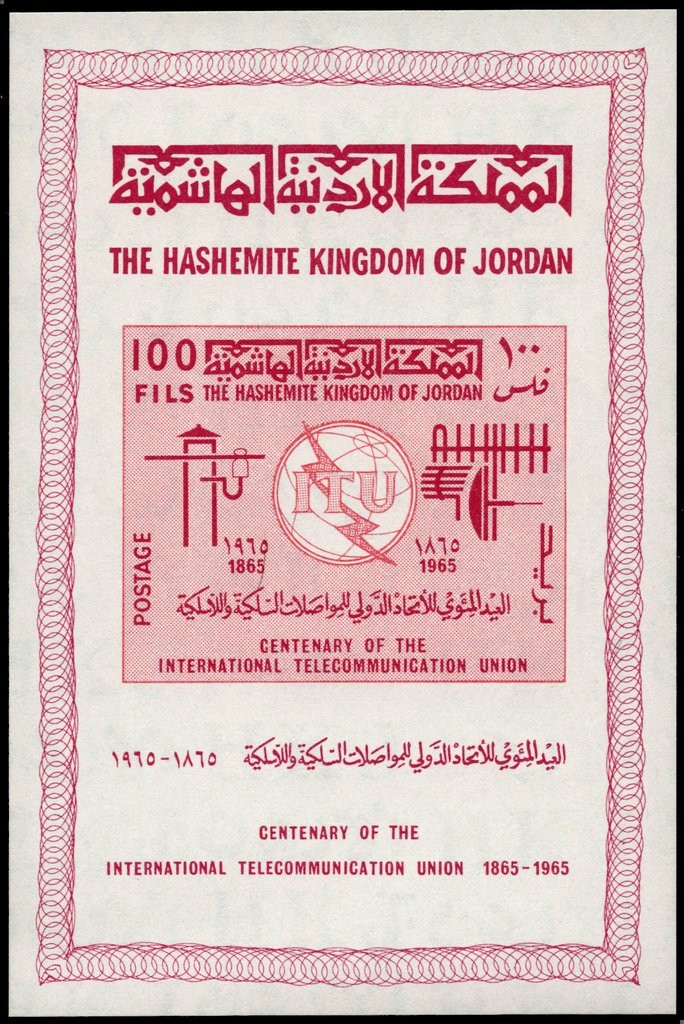 المملكة الاردنية الهاشمية
THE HASHEMITE KINGDOM OF JORDAN
100 المملكة الاردنية الهاشمية ١٠٠
FILS THE HASHEMITE KINGDOM OF JORDAN فلس
ITU
١٩٦٥ ١٨٦٥
1865 1965
POSTAGE
بريد
العيد المئوي للأتحاد الدولي للمواصلات السلكية واللاسلكية
CENTENARY OF THE
INTERNATIONAL TELECOMMUNICATION UNION
العيد المئوي للأتحاد الدولي للمواصلات السلكية واللاسلكية ١٨٦٥-١٩٦٥
CENTENARY OF THE
INTERNATIONAL TELECOMMUNICATION UNION 1865-1965